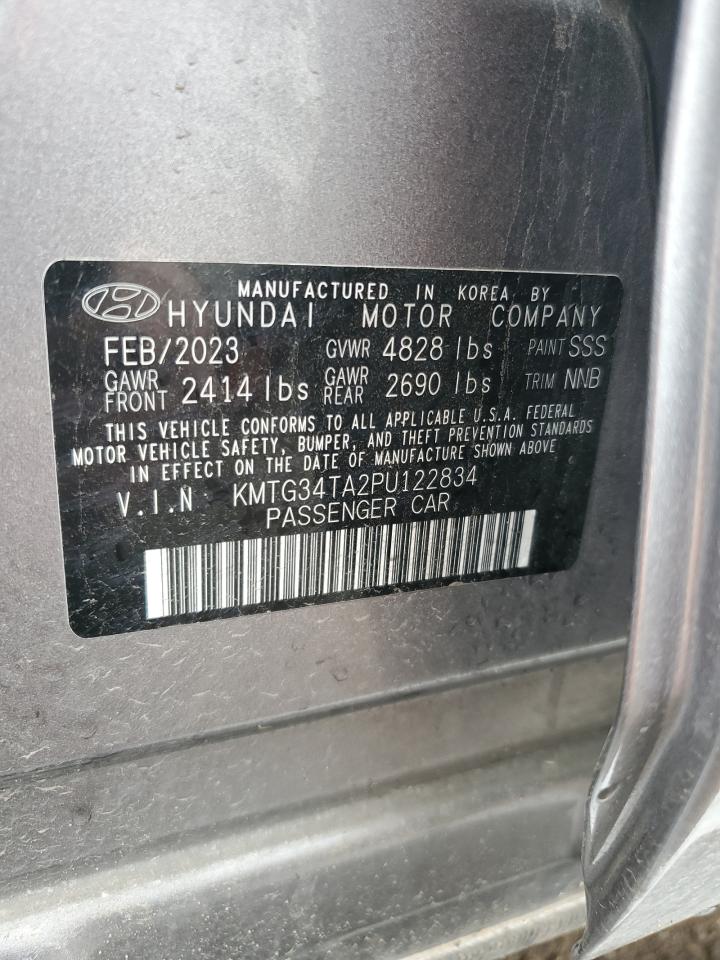 MANUFACTURED IN KOREA BY
HYUNDAI MOTOR COMPANY
FEB/2023 GVWR 4828 lbs PAINT SSS
GAWR FRONT 2414 lbs GAWR REAR 2690 lbs TRIM NNB
THIS VEHICLE CONFORMS TO ALL APPLICABLE U.S.A. FEDERAL
MOTOR VEHICLE SAFETY, BUMPER, AND THEFT PREVENTION STANDARDS
IN EFFECT ON THE DATE OF MANUFACTURE SHOWN ABOVE
V.I.N KMTG34TA2PU122834
PASSENGER CAR